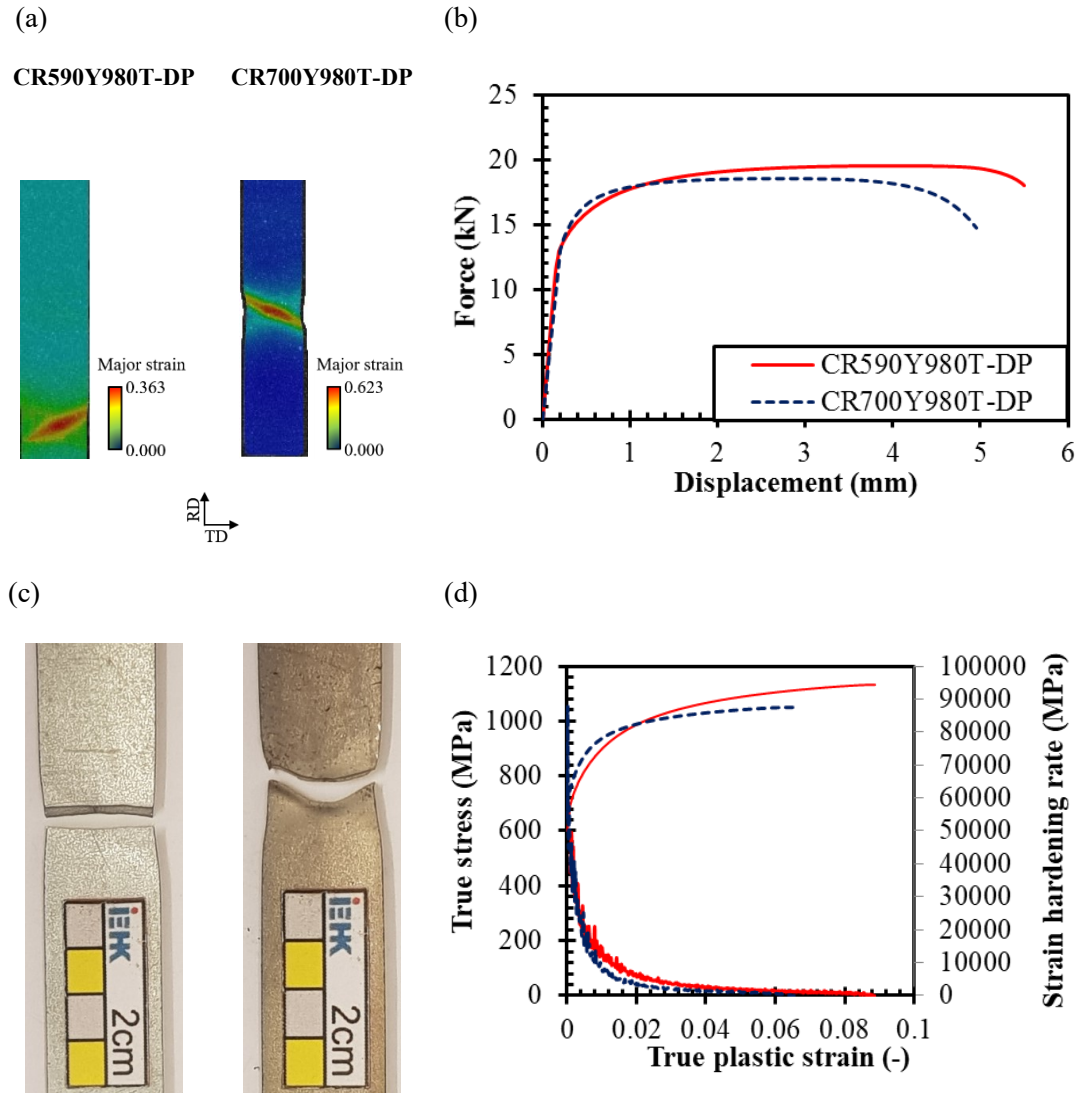 (a)
CR590Y980T-DP
CR700Y980T-DP
Major strain
0.363
0.000
Major strain
0.623
0.000
RD
TD
(b)
25
20
15
10
5
0
Force (kN)
0 1 2 3 4 5 6
Displacement (mm)
CR590Y980T-DP
CR700Y980T-DP
(c)
iEHK
2cm
iEHK
2cm
(d)
1200
1000
800
600
400
200
0
True stress (MPa)
100000
90000
80000
70000
60000
50000
40000
30000
20000
10000
0
Strain hardening rate (MPa)
0 0.02 0.04 0.06 0.08 0.1
True plastic strain (-)